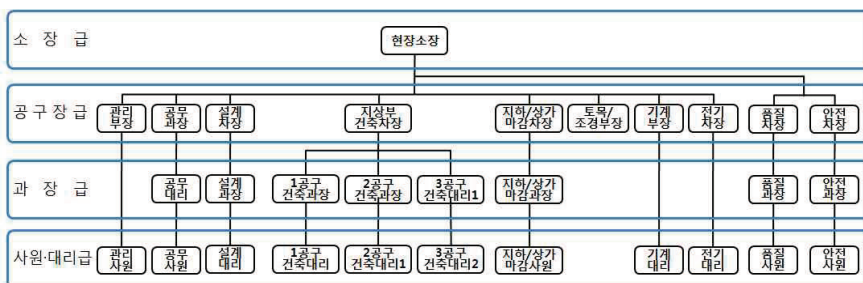 소 장 급
현장소장
공 구 장 급
관리
부장
공무
과장
설계
차장
지상부
건축차장
지하/상가
마감차장
토목/
조경부장
기계
부장
전기
차장
품질
차장
안전
차장
과 장 급
공무
대리
설계
과장
1공구
건축과장
2공구
건축과장
3공구
건축대리1
지하/상가
마감과장
품질
과장
안전
과장
사원·대리급
관리
사원
공무
사원
설계
대리
1공구
건축대리
2공구
건축대리1
3공구
건축대리2
지하/상가
마감사원
기계
대리
전기
대리
품질
사원
안전
사원